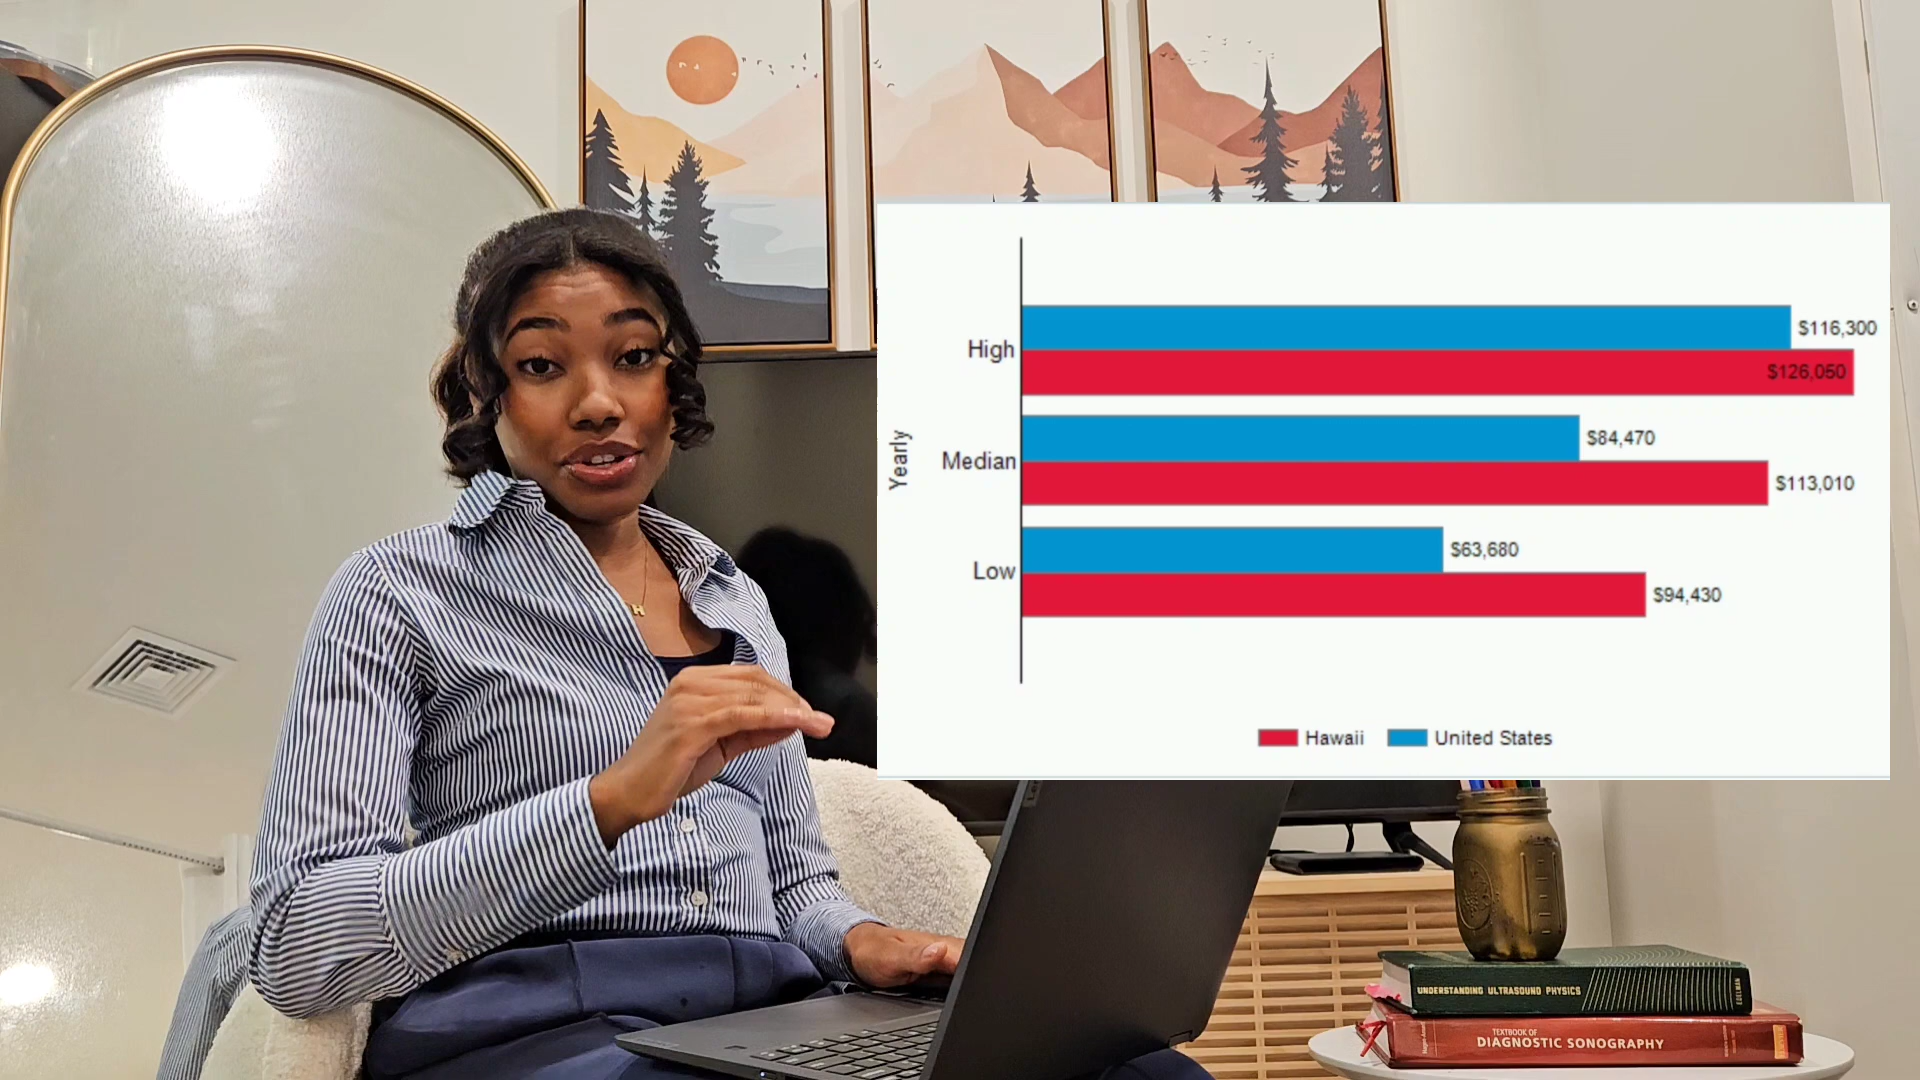 $116,300
High
$126,050
$84,470
Median
$113,010
Yearly
$63,680
Low
$94,430
Hawaii United States
UNDERSTANDING ULTRASOUND PHYSICS
EDELMAN
TEXTBOOK OF
DIAGNOSTIC SONOGRAPHY
H